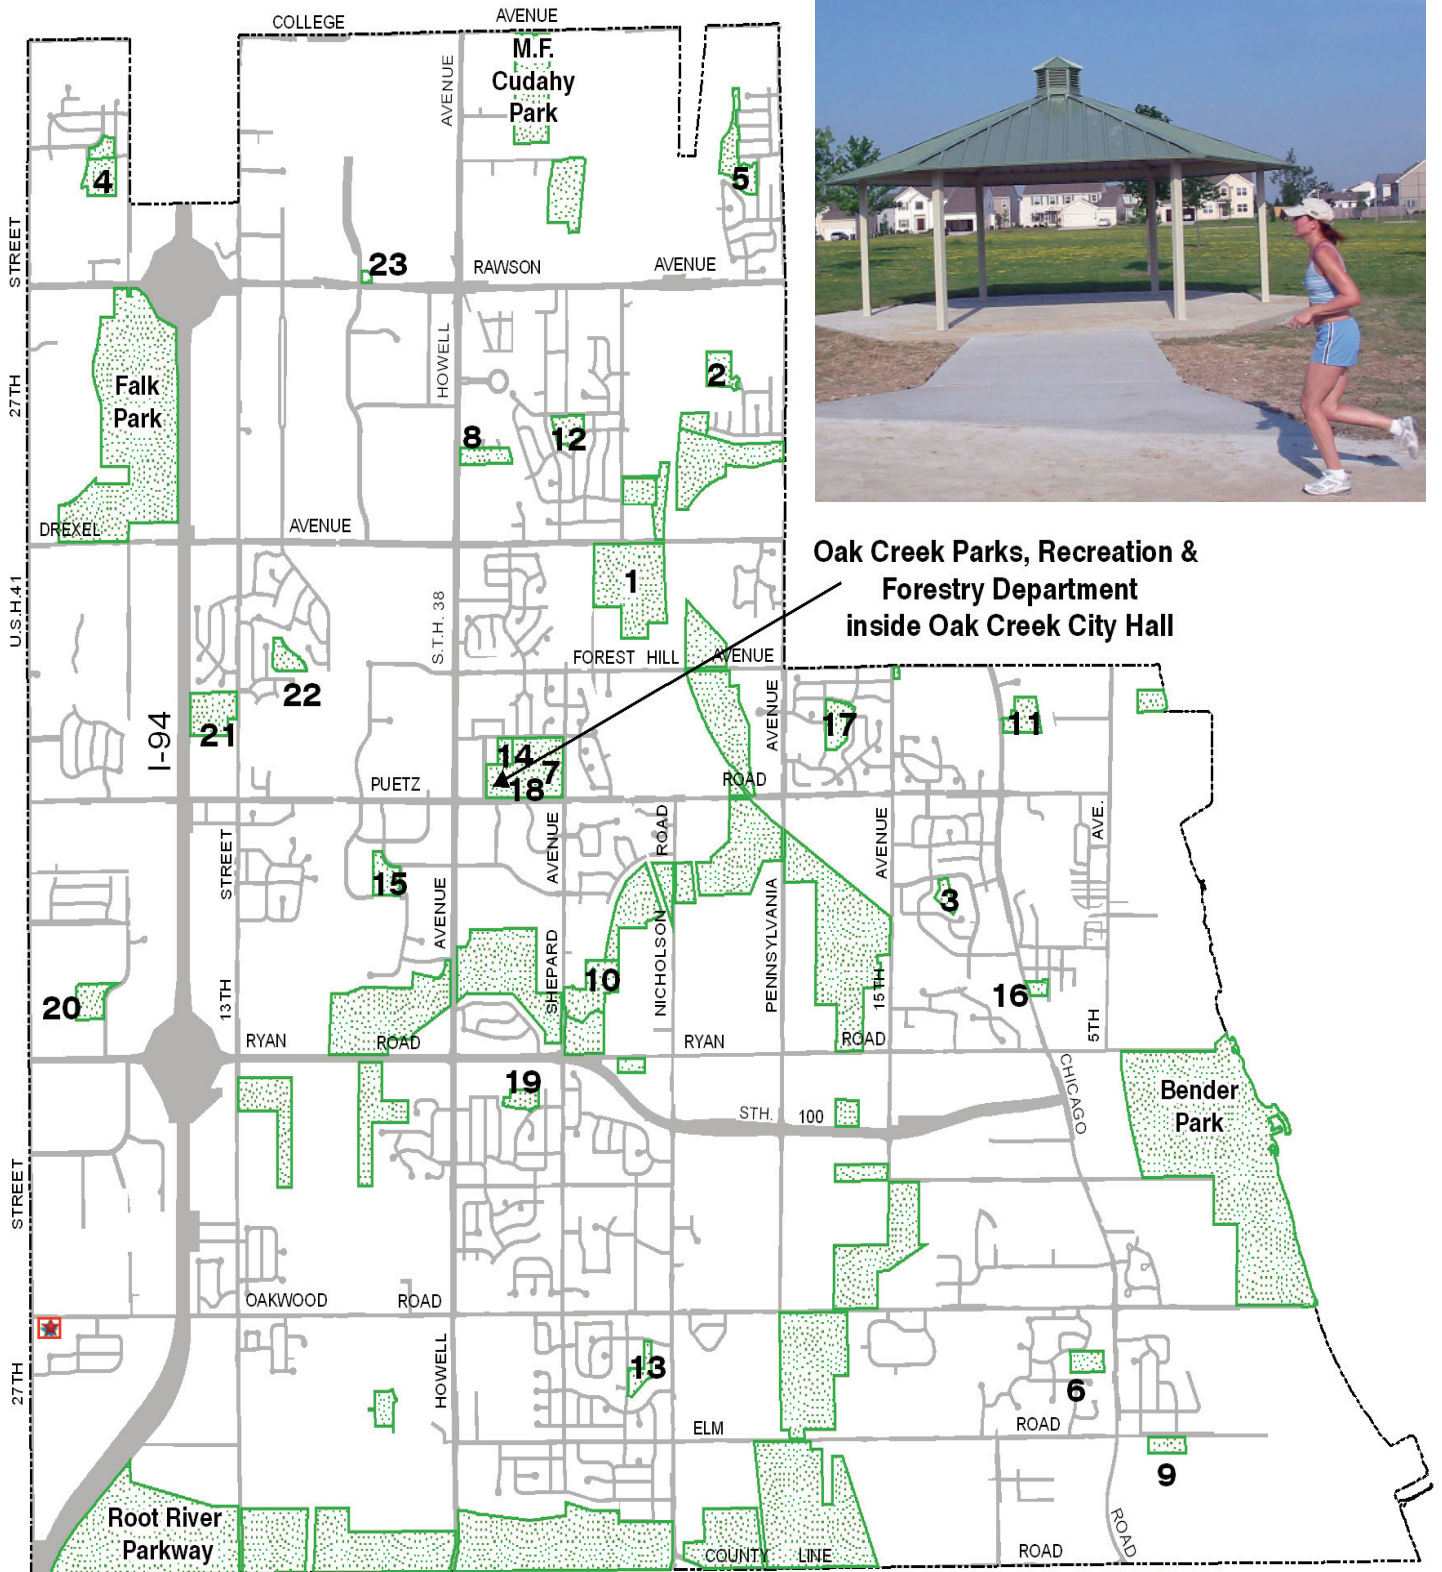 COLLEGE
AVENUE
M.F.
Cudahy
Park
AVENUE
4
5
STREET
23
RAWSON
AVENUE
27TH
Falk
Park
HOWELL
2
8
12
DREXEL
AVENUE
U.S.H.41
1
S.T.H. 38
Oak Creek Parks, Recreation &
Forestry Department
inside Oak Creek City Hall
FOREST HILL AVENUE
22
21
I-94
14
7
18
17
11
AVENUE
PUETZ
ROAD
STREET
AVENUE
ROAD
AVENUE
AVE.
15
3
AVENUE
SHEPARD
NICHOLSON
PENNSYLVANIA
15TH
10
16
20
13TH
5TH
RYAN
ROAD
RYAN
ROAD
CHICAGO
19
STH. 100
Bender
Park
STREET
OAKWOOD
ROAD
27TH
HOWELL
13
6
ELM
ROAD
9
Root River
Parkway
COUNTY LINE
ROAD
ROAD